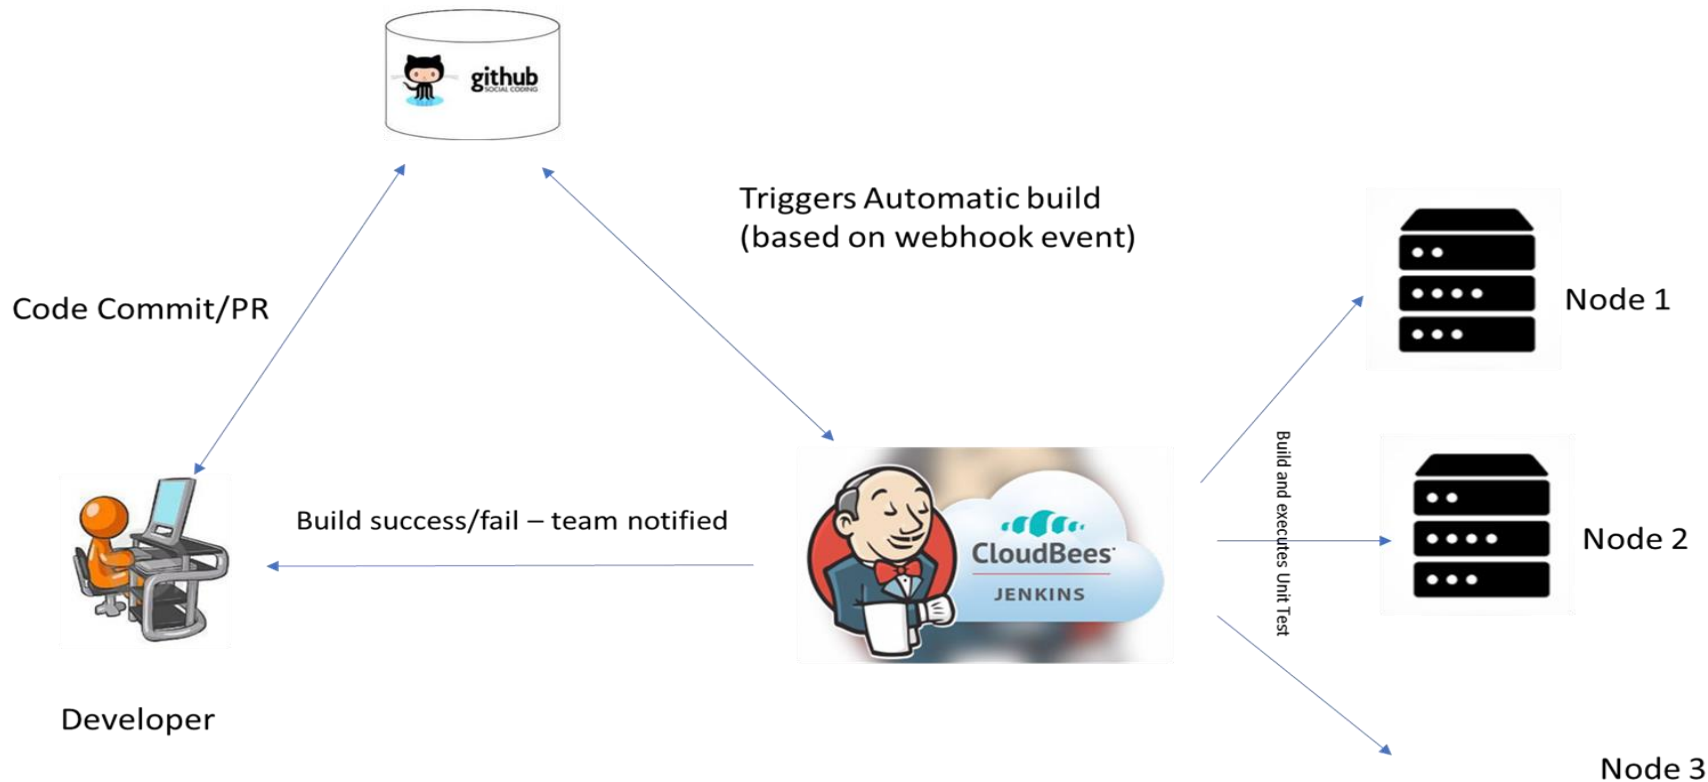 github
SOCIAL CODING
Triggers Automatic build
(based on webhook event)
Code Commit/PR
Node 1
Build and executes Unit Test
Build success/fail – team notified
CloudBees
JENKINS
Node 2
Developer
Node 3